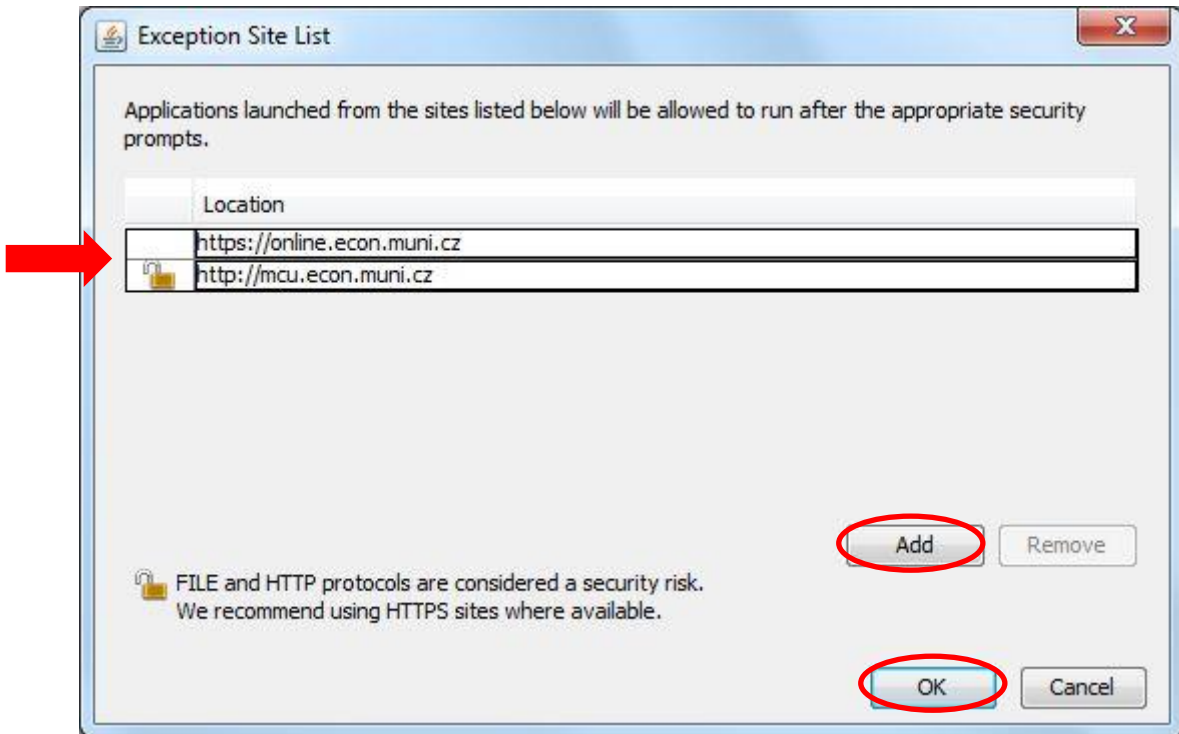 Exception Site List
Applications launched from the sites listed below will be allowed to run after the appropriate security
prompts.
Location
https://online.econ.muni.cz
http://mcu.econ.muni.cz
Add
Remove
FILE and HTTP protocols are considered a security risk.
We recommend using HTTPS sites where available.
OK
Cancel